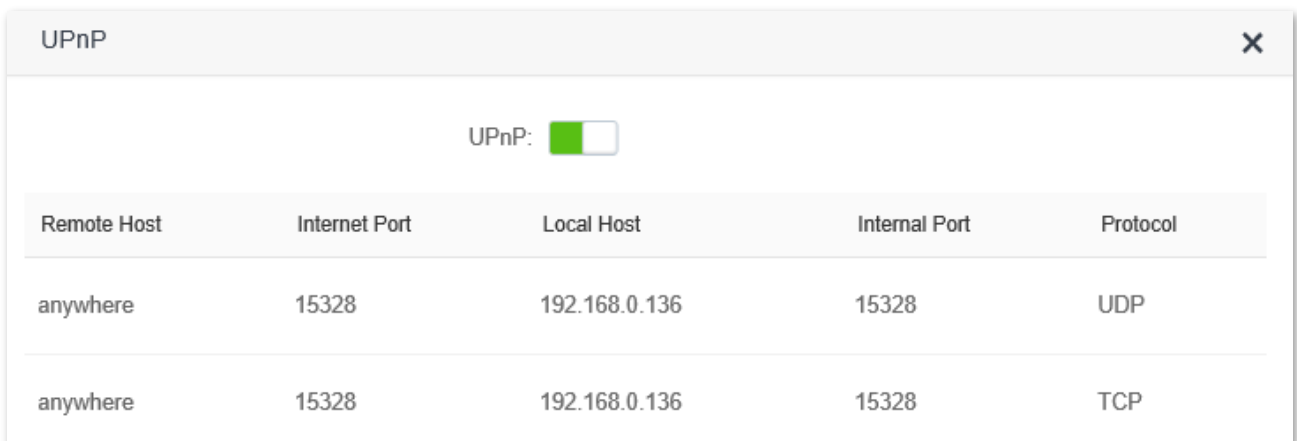 UPnP
UPnP:
Remote Host Internet Port Local Host Internal Port Protocol
anywhere 15328 192.168.0.136 15328 UDP
anywhere 15328 192.168.0.136 15328 TCP